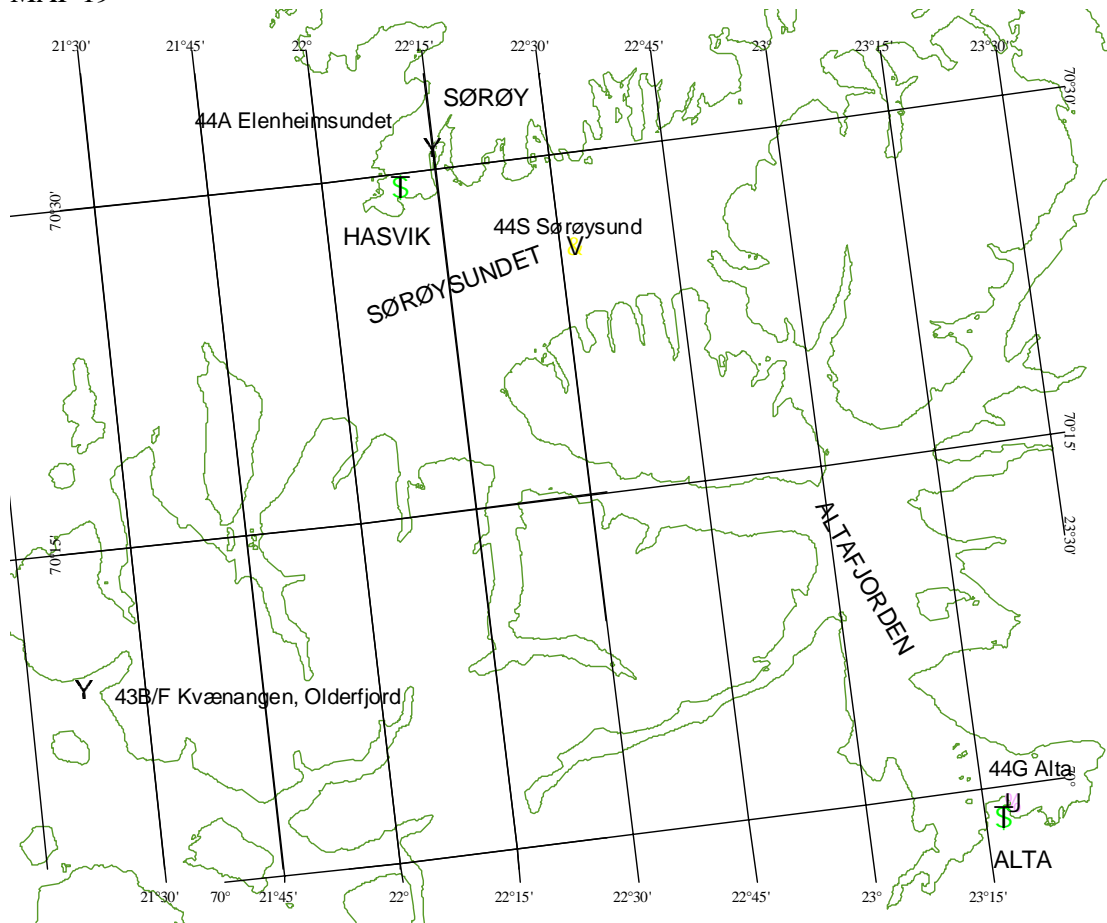 MAP 19
21°30'
21°45'
22°
22°15'
22°30'
22°45'
23°
23°15'
23°30'
70°30'
SØRØY
44A Elenheimsundet
Y
T
$
70°30'
HASVIK
44S Sørøysund
V
SØRØYSUNDET
70°15'
23°30'
70°15'
ALTAFJORDEN
Y
43B/F Kvænangen, Olderfjord
44G Alta
70°
IJ
T
$
ALTA
21°30'
70°
21°45'
22°
22°15'
22°30'
22°45'
23°
23°15'